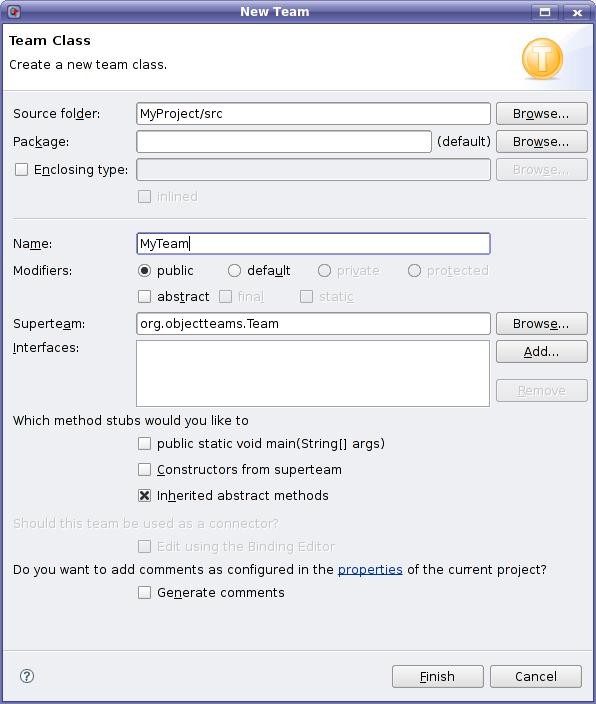 New Team
Team Class
Create a new team class.
T
Source folder: MyProject/src Browse...
Package: (default) Browse...
Enclosing type: Browse...
inlined
Name: MyTeam
Modifiers: public default private protected
abstract final static
Superteam: org.objectteams.Team Browse...
Interfaces: Add...
Remove
Which method stubs would you like to
public static void main(String[] args)
Constructors from superteam
Inherited abstract methods
Should this team be used as a connector?
Edit using the Binding Editor
Do you want to add comments as configured in the properties of the current project?
Generate comments
? Finish Cancel